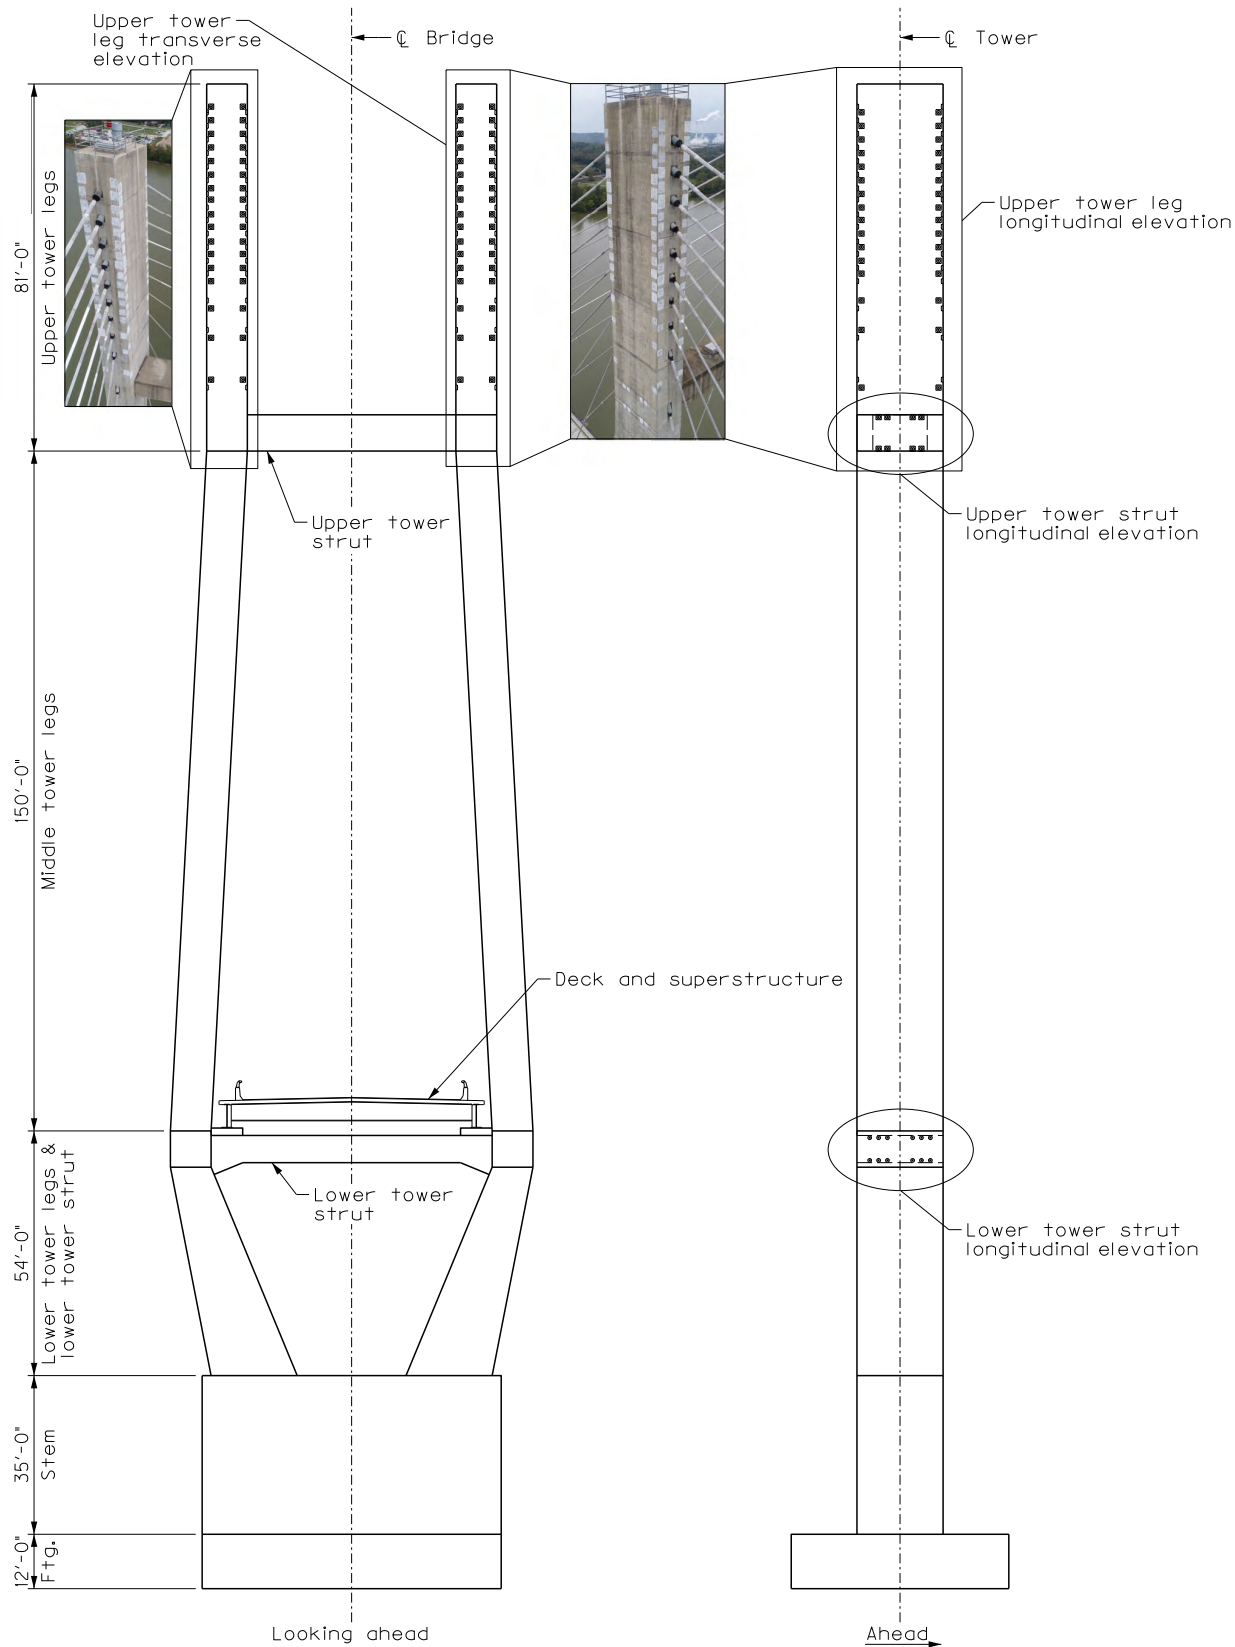 Upper tower
leg transverse
elevation
℄ Bridge
℄ Tower
81'-0"
Upper tower legs
Upper tower leg
longitudinal elevation
Upper tower
strut
Upper tower strut
longitudinal elevation
150'-0"
Middle tower legs
Deck and superstructure
54'-0"
Lower tower legs &
lower tower strut
Lower tower
strut
Lower tower strut
longitudinal elevation
35'-0"
Stem
12'-0"
Ftg.
Looking ahead
Ahead